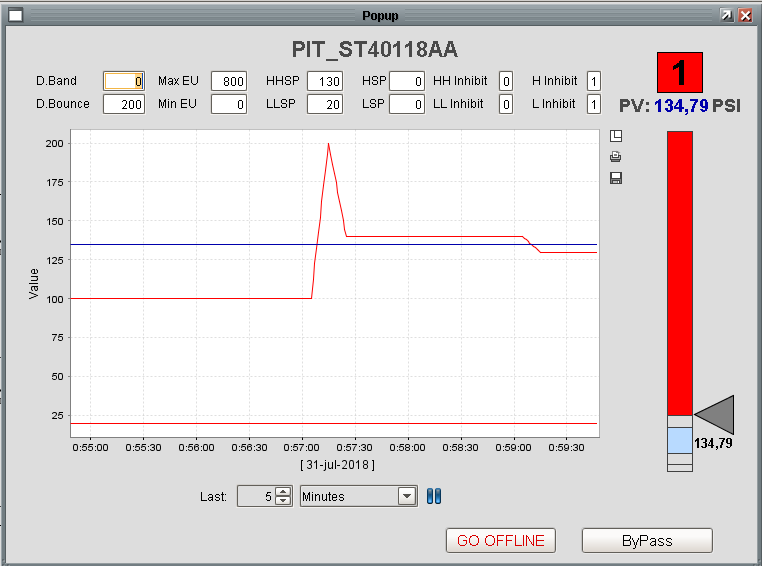 Popup
PIT_ST40118AA
1
D.Band 0 Max EU 800 HHSP 130 HSP 0 HH Inhibit 0 H Inhibit 1
D.Bounce 200 Min EU 0 LLSP 20 LSP 0 LL Inhibit 0 L Inhibit 1
PV: 134,79 PSI
200
175
150
125
100
75
50
25
Value
0:55:00 0:55:30 0:56:00 0:56:30 0:57:00 0:57:30 0:58:00 0:58:30 0:59:00 0:59:30
[ 31-jul-2018 ]
134,79
Last: 5 Minutes
GO OFFLINE ByPass